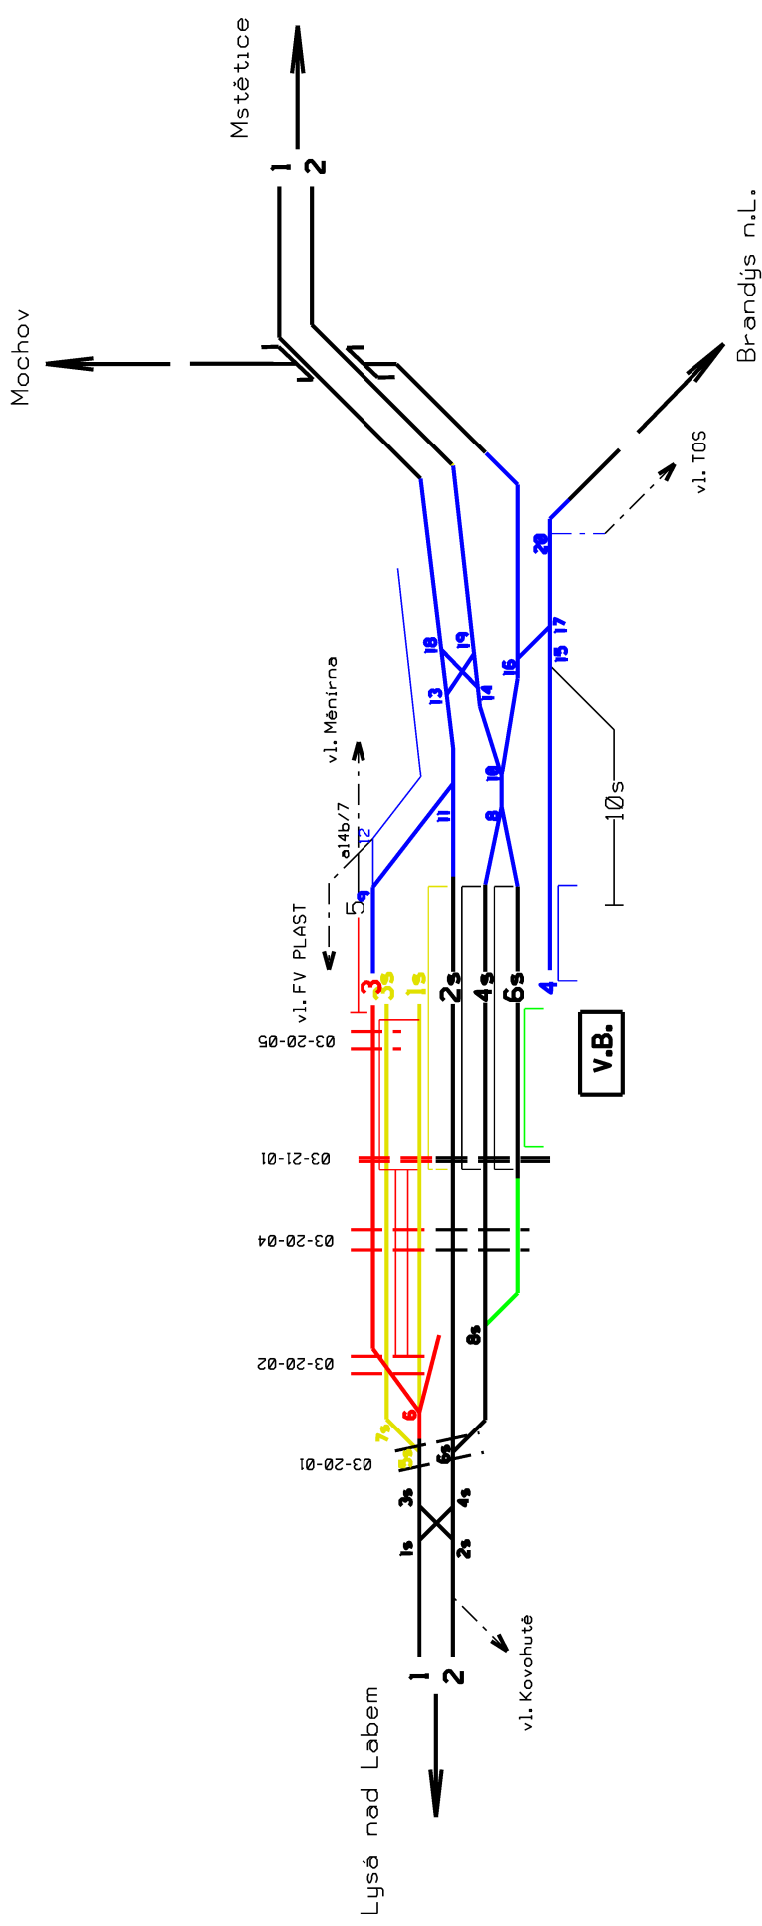 Mstětice
1
2
Mochov
Brandýs n.L.
vl. TOS
20
18
19
17
15
16
13
14
vl. Měnírna
10
a14b/7
12
11
8
10s
9
5
vl. FV PLAST
3
3s
1s
2s
4s
6s
4
03-20-05
V.B.
03-21-01
03-20-04
8s
03-20-02
6
7s
5s
6s
03-20-01
3s
4s
1s
2s
vl. Kovohutě
1
2
Lysá nad Labem